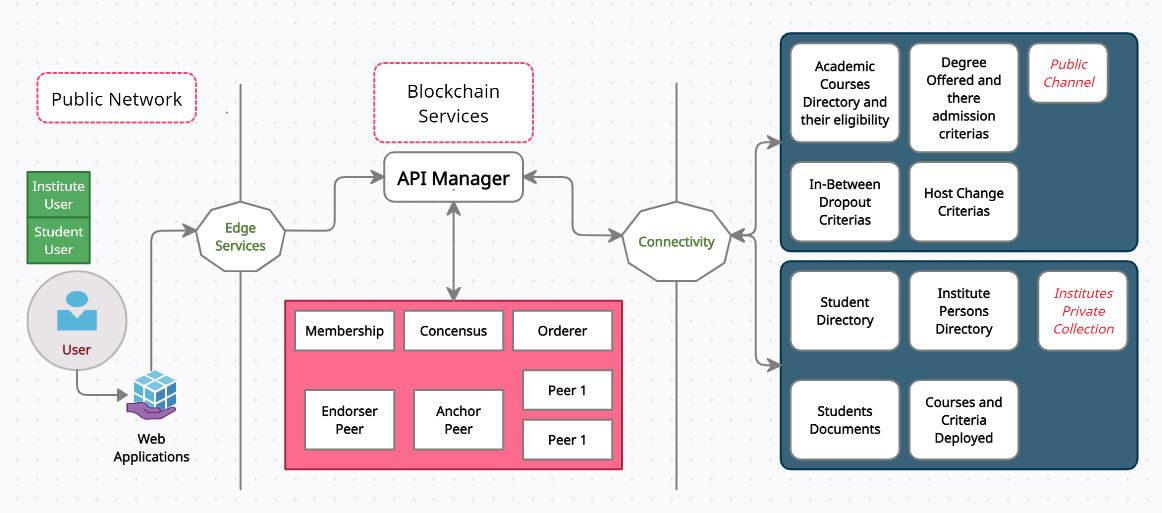 Public Network
Institute
User
Student
User
User
Web
Applications
Edge
Services
Blockchain
Services
API Manager
Membership
Concensus
Orderer
Endorser
Peer
Anchor
Peer
Peer 1
Peer 1
Connectivity
Academic
Courses
Directory and
their eligibility
Degree
Offered and
there
admission
criterias
Public
Channel
In-Between
Dropout
Criterias
Host Change
Criterias
Student
Directory
Institute
Persons
Directory
Institutes
Private
Collection
Students
Documents
Courses and
Criteria
Deployed